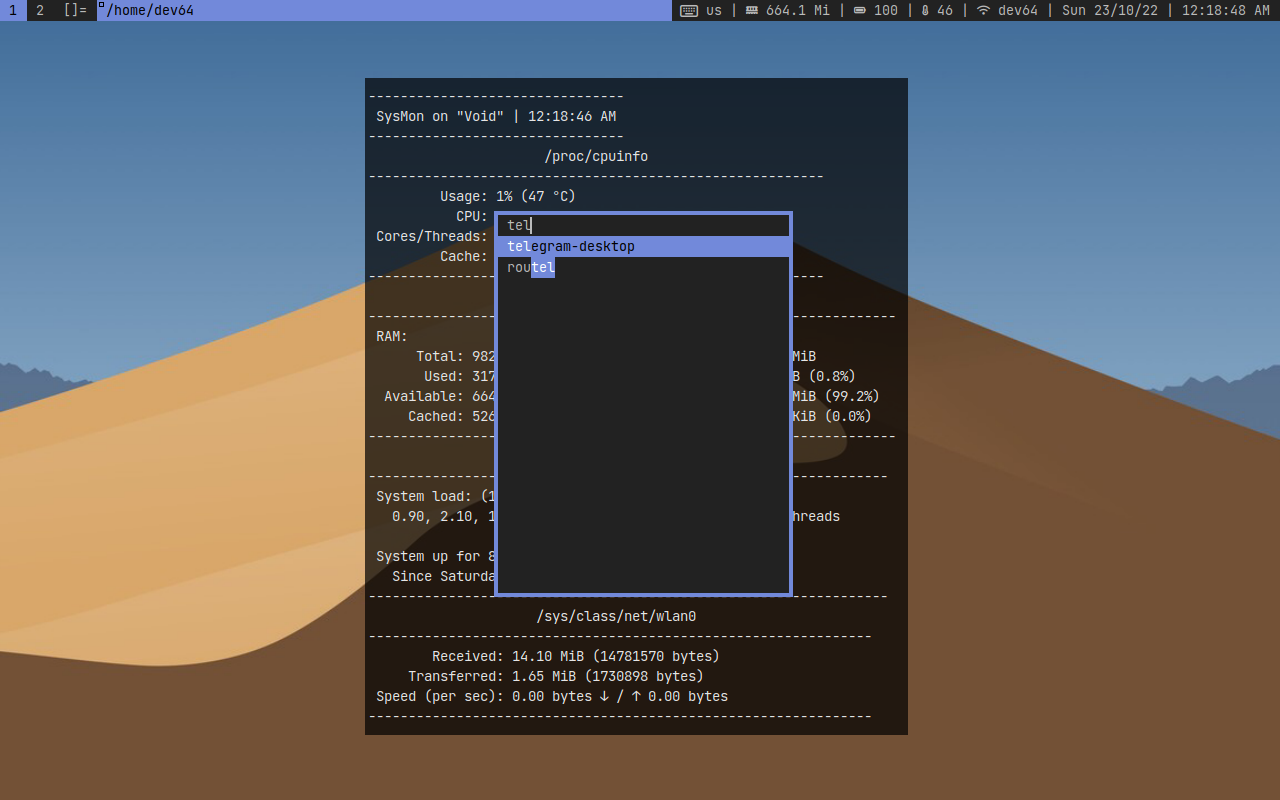 1 2 []= /home/dev64 us | 664.1 Mi | 100 | 46 | dev64 | Sun 23/10/22 | 12:18:48 AM
--------------------------------
SysMon on "Void" | 12:18:46 AM
--------------------------------
/proc/cpuinfo
---------------------------------------------------------
Usage: 1% (47 °C)
CPU:
tel
Cores/Threads:
telegram-desktop
Cache:
routel
RAM:
Total: 982 MiB
Used: 317 B (0.8%)
Available: 664 MiB (99.2%)
Cached: 526 KiB (0.0%)
System load: (1
0.90, 2.10, 1 hreads
System up for 8
Since Saturda
/sys/class/net/wlan0
---------------------------------------------------------------
Received: 14.10 MiB (14781570 bytes)
Transferred: 1.65 MiB (1730898 bytes)
Speed (per sec): 0.00 bytes ↓ / ↑ 0.00 bytes
---------------------------------------------------------------